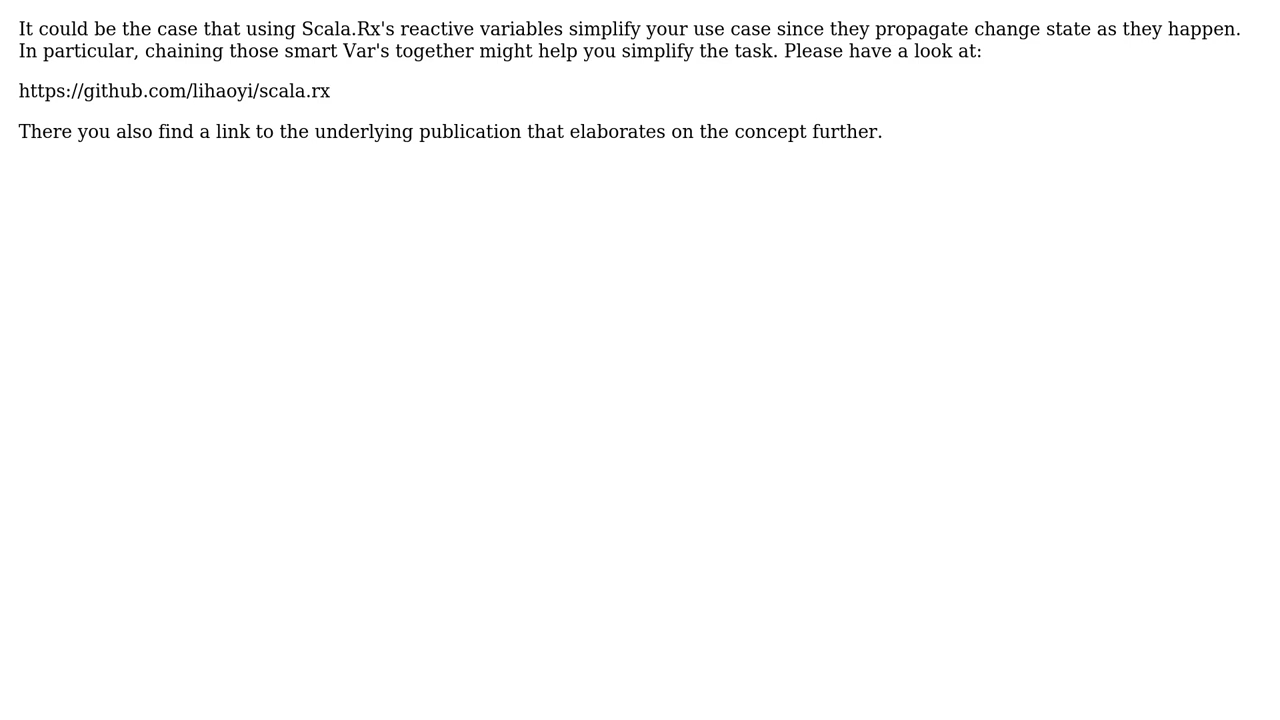 It could be the case that using Scala.Rx's reactive variables simplify your use case since they propagate change state as they happen.
In particular, chaining those smart Var's together might help you simplify the task. Please have a look at:
https://github.com/lihaoyi/scala.rx
There you also find a link to the underlying publication that elaborates on the concept further.